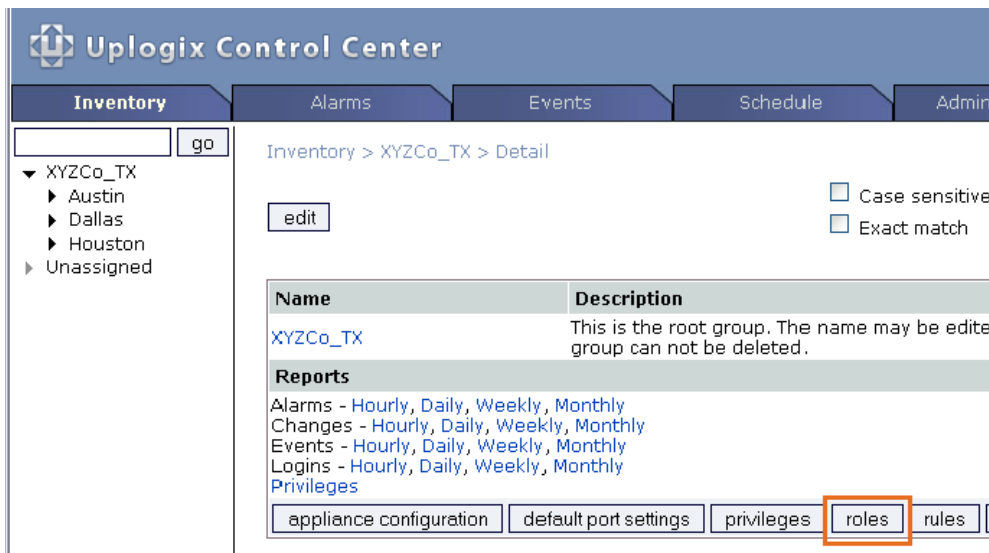 Uplogix Control Center
Inventory Alarms Events Schedule Admin
go
XYZCo_TX
Austin
Dallas
Houston
Unassigned
Inventory > XYZCo_TX > Detail
edit
Case sensitive
Exact match
Name Description
XYZCo_TX This is the root group. The name may be edite
group can not be deleted.
Reports
Alarms - Hourly, Daily, Weekly, Monthly
Changes - Hourly, Daily, Weekly, Monthly
Events - Hourly, Daily, Weekly, Monthly
Logins - Hourly, Daily, Weekly, Monthly
Privileges
appliance configuration default port settings privileges roles rules